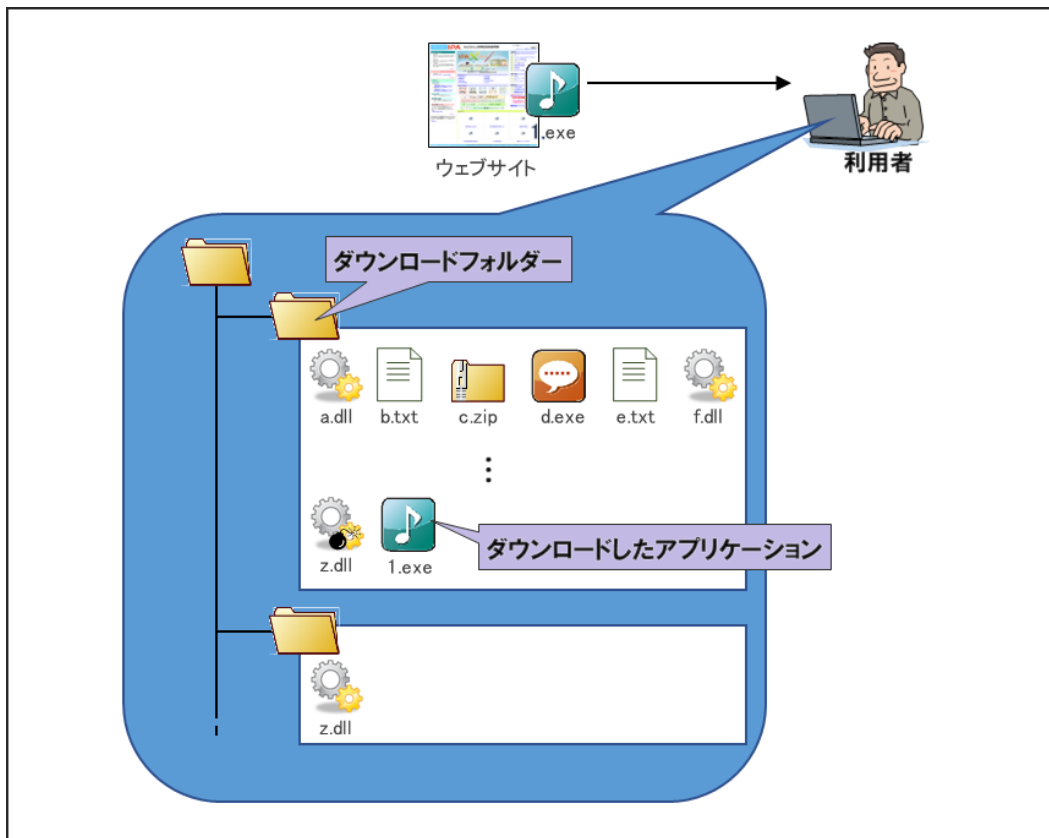 1.exe
ウェブサイト
利用者
ダウンロードフォルダー
a.dll
b.txt
c.zip
d.exe
e.txt
f.dll
z.dll
1.exe
ダウンロードしたアプリケーション
z.dll